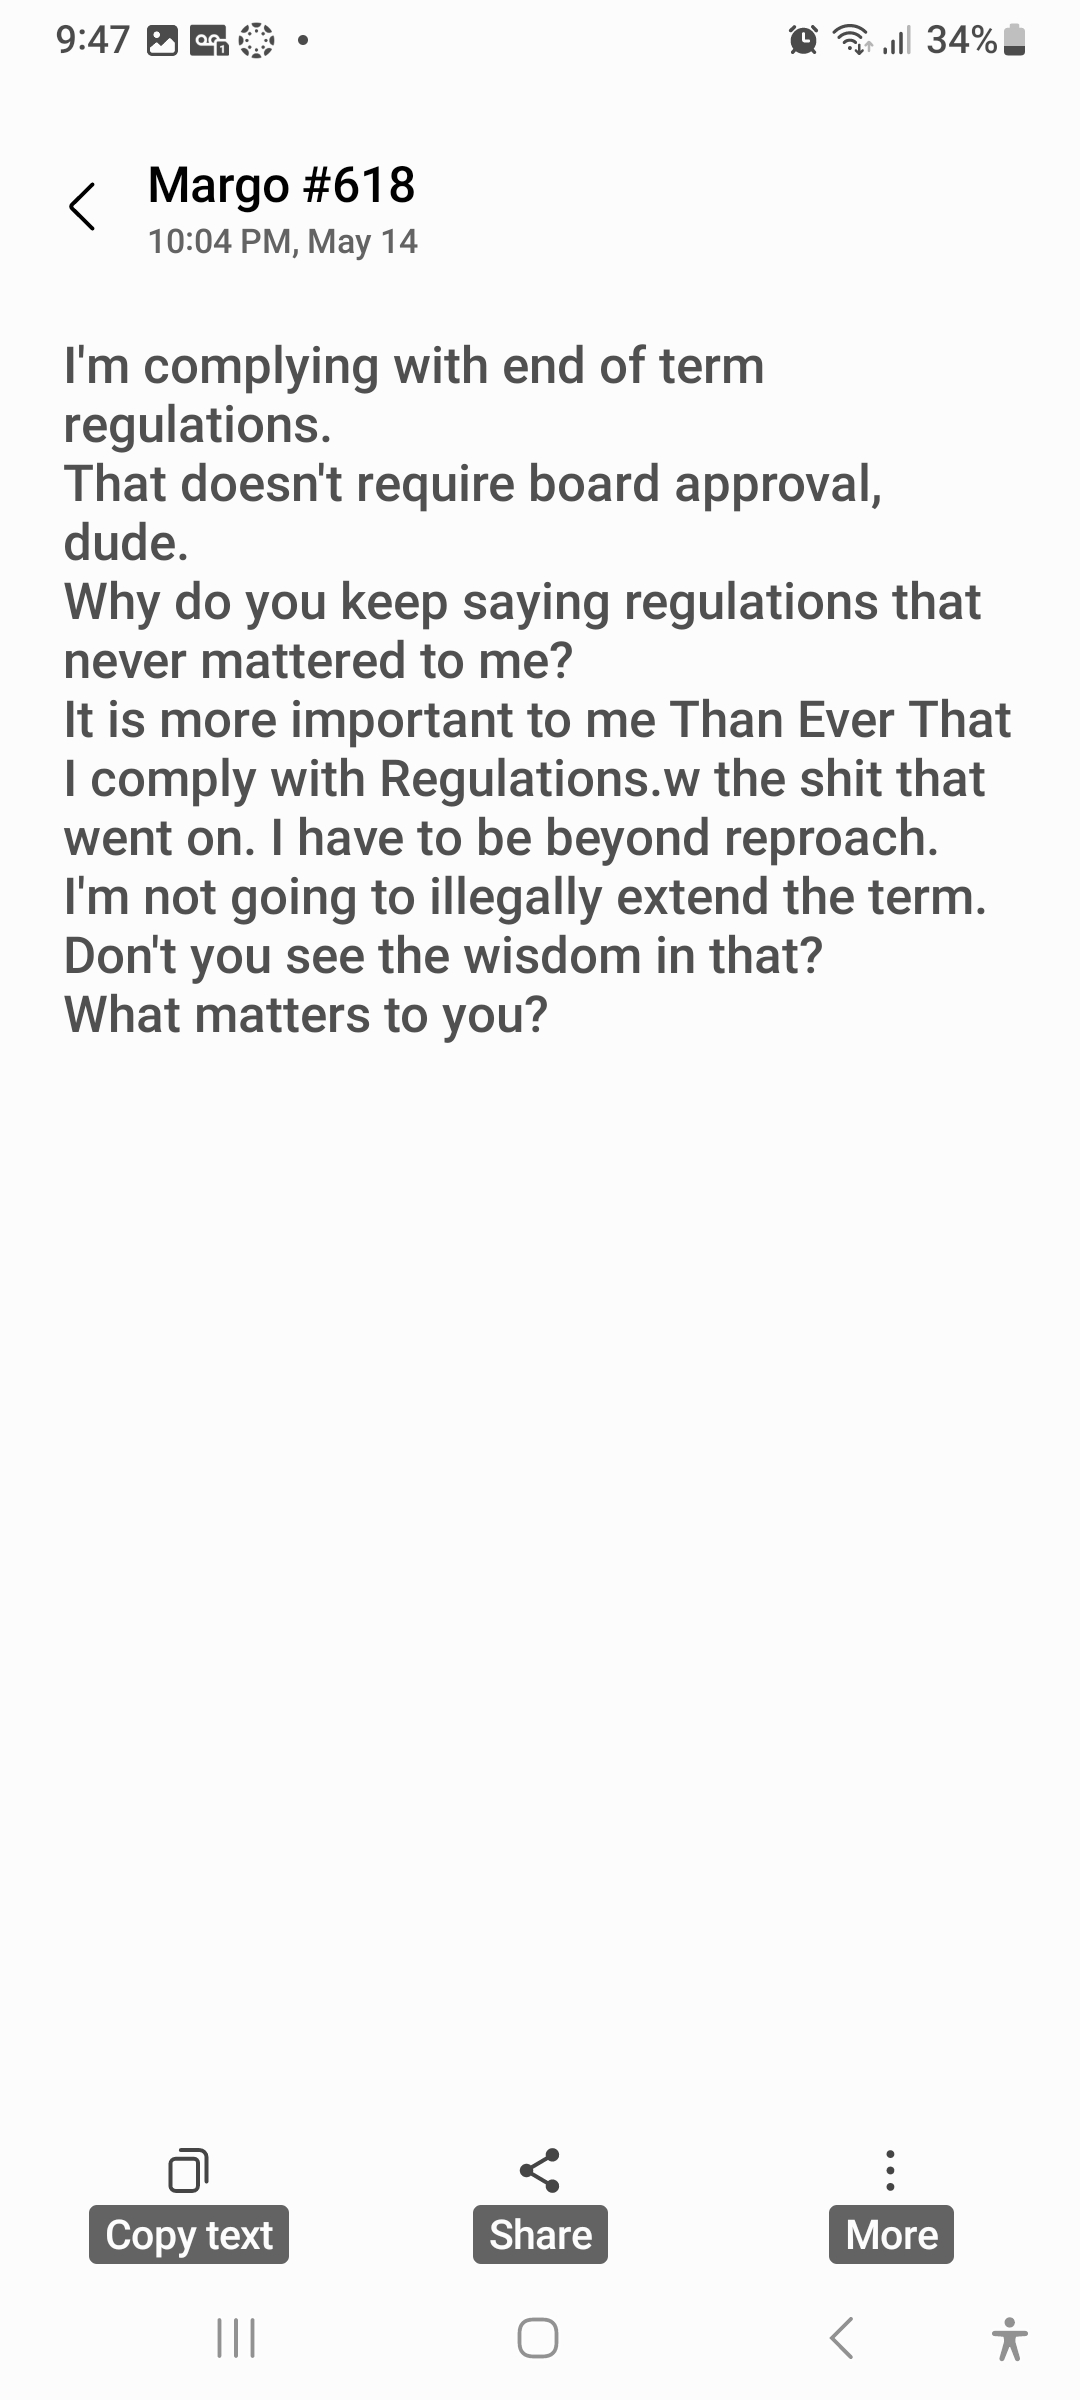 9:47
34%
Margo #618
10:04 PM, May 14
I'm complying with end of term
regulations.
That doesn't require board approval,
dude.
Why do you keep saying regulations that
never mattered to me?
It is more important to me Than Ever That
I comply with Regulations.w the shit that
went on. I have to be beyond reproach.
I'm not going to illegally extend the term.
Don't you see the wisdom in that?
What matters to you?
Copy text
Share
More